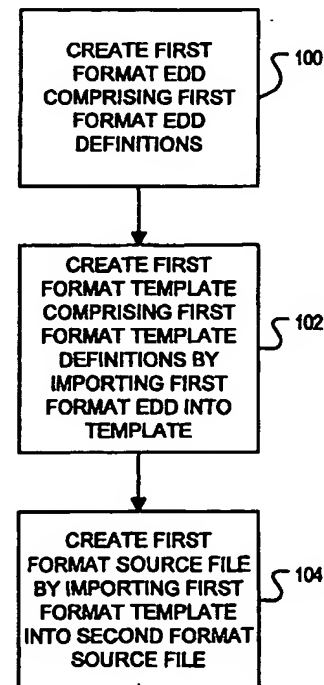 CREATE FIRST
FORMAT EDD
COMPRISING FIRST
FORMAT EDD
DEFINITIONS
100
CREATE FIRST
FORMAT TEMPLATE
COMPRISING FIRST
FORMAT TEMPLATE
DEFINITIONS BY
IMPORTING FIRST
FORMAT EDD INTO
TEMPLATE
102
CREATE FIRST
FORMAT SOURCE FILE
BY IMPORTING FIRST
FORMAT TEMPLATE
INTO SECOND FORMAT
SOURCE FILE
104